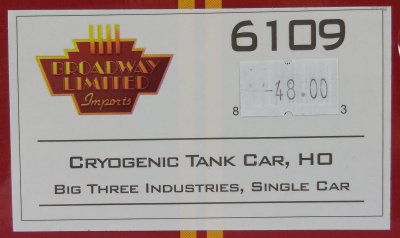 BROADWAY
LIMITED
Imports
6109
-48.00
8 3
CRYOGENIC TANK CAR, HO
BIG THREE INDUSTRIES, SINGLE CAR